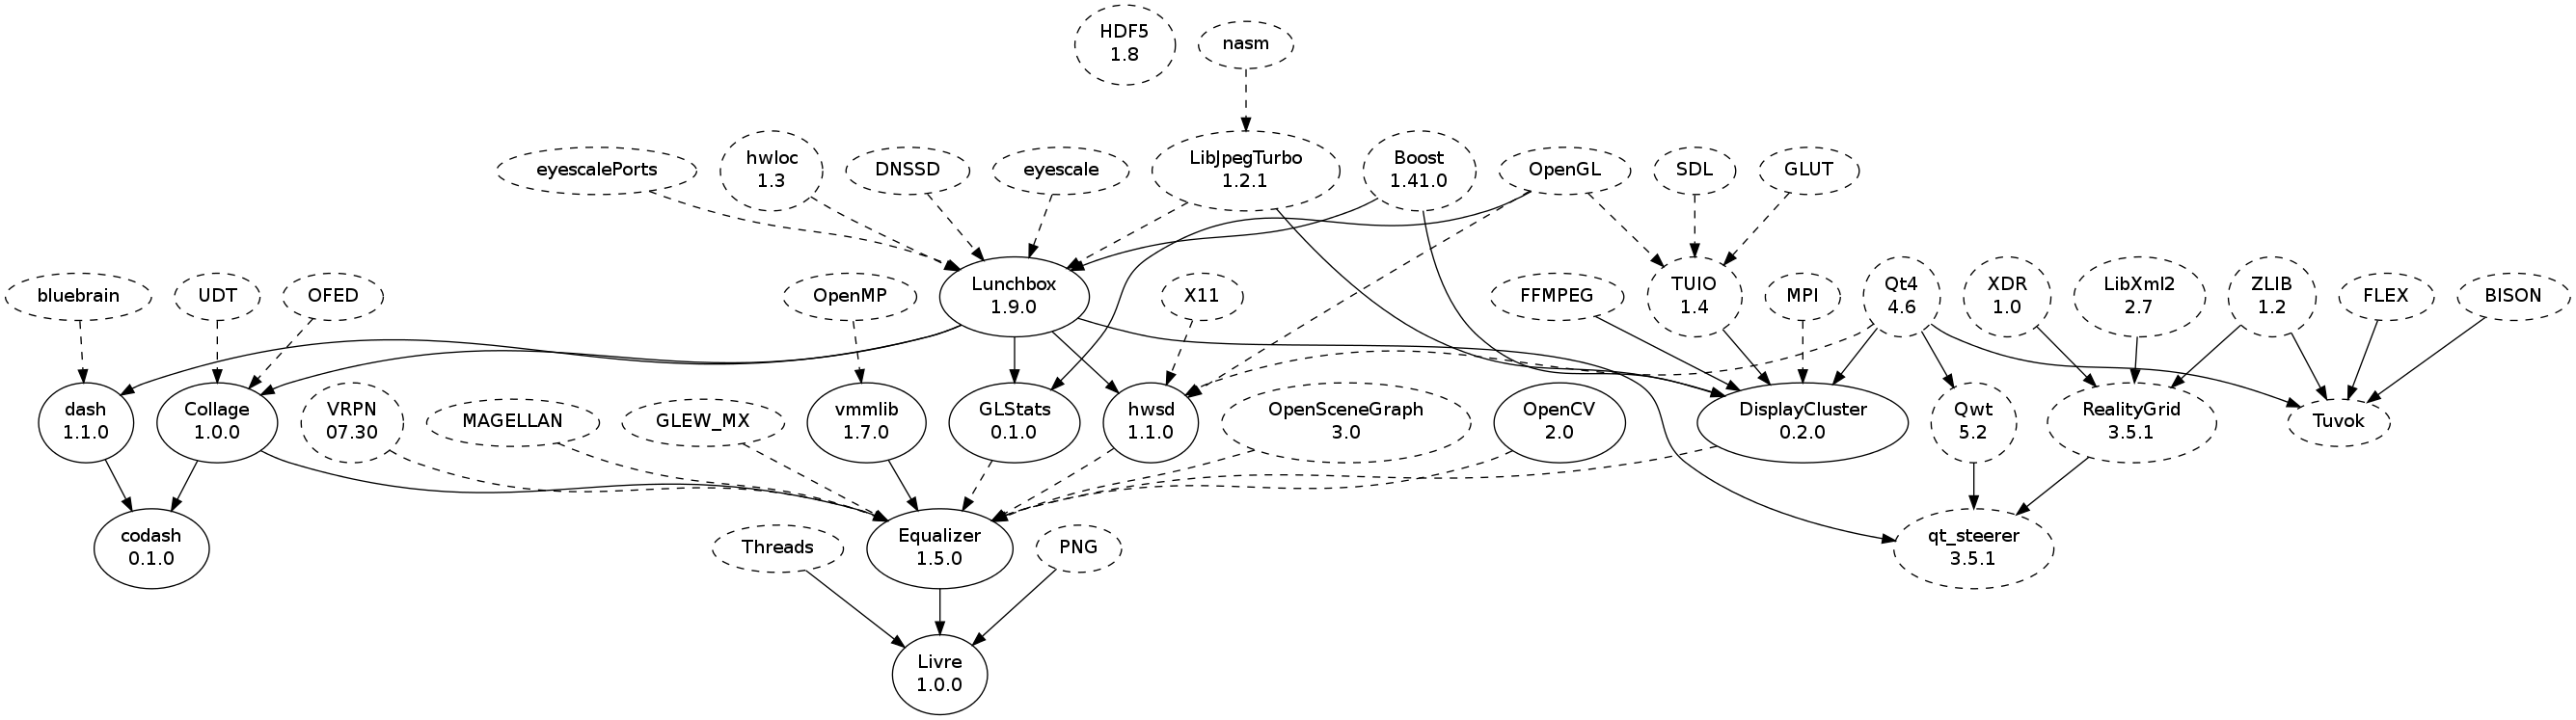 HDF5
1.8
nasm
eyescalePorts
hwloc
1.3
DNSSD
eyescale
LibJpegTurbo
1.2.1
Boost
1.41.0
OpenGL
SDL
GLUT
bluebrain
UDT
OFED
OpenMP
Lunchbox
1.9.0
X11
FFMPEG
TUIO
1.4
MPI
Qt4
4.6
XDR
1.0
LibXml2
2.7
ZLIB
1.2
FLEX
BISON
dash
1.1.0
Collage
1.0.0
VRPN
07.30
MAGELLAN
GLEW_MX
vmmlib
1.7.0
GLStats
0.1.0
hwsd
1.1.0
OpenSceneGraph
3.0
OpenCV
2.0
DisplayCluster
0.2.0
Qwt
5.2
RealityGrid
3.5.1
Tuvok
codash
0.1.0
Threads
Equalizer
1.5.0
PNG
qt_steerer
3.5.1
Livre
1.0.0